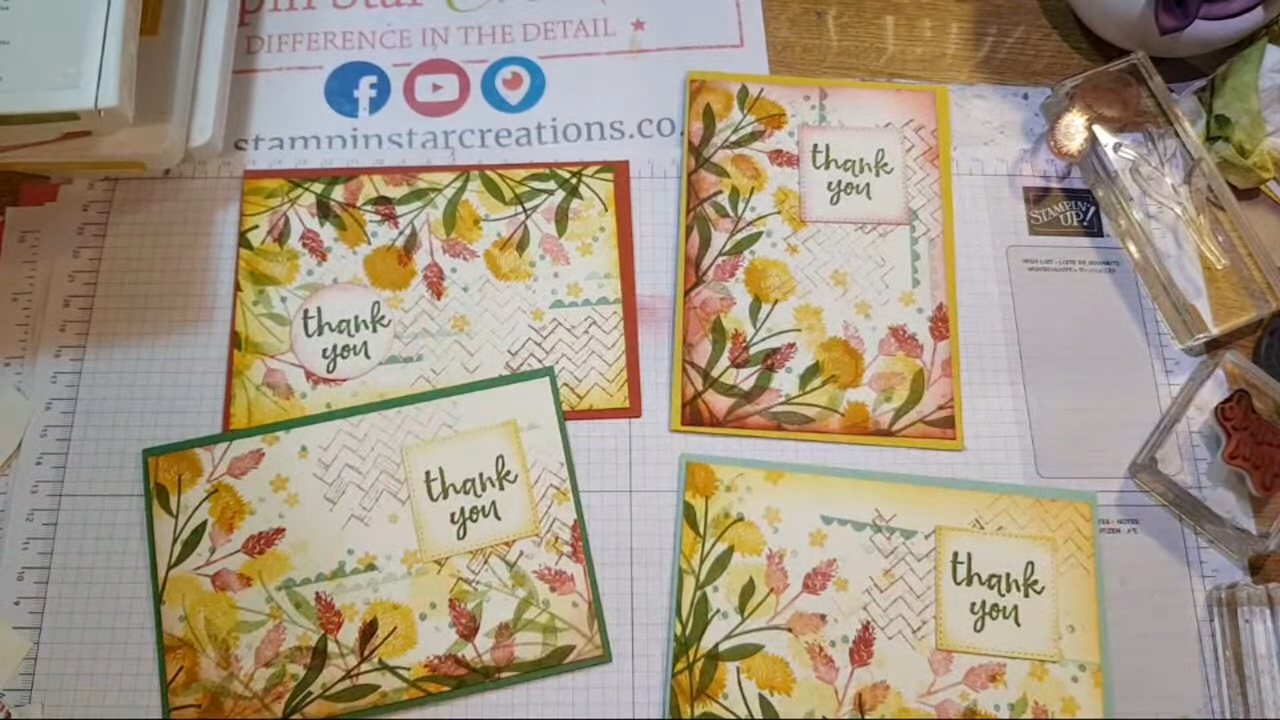 DIFFERENCE IN THE DETAIL
stampinstarcreations.co.
thank
you
thank
you
STAMPIN'
UP!
thank
you
thank
you